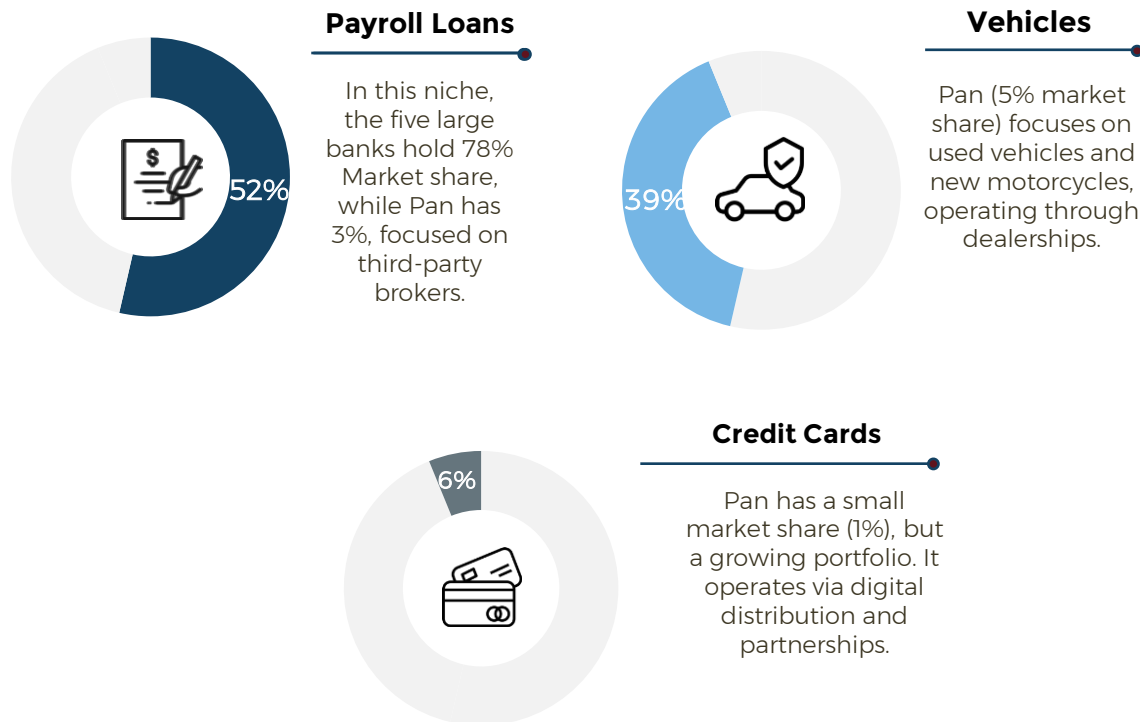 Payroll Loans
In this niche,
the five large
banks hold 78%
Market share,
while Pan has
3%, focused on
third-party
brokers.
$
52%
Vehicles
Pan (5% market
share) focuses on
used vehicles and
new motorcycles,
operating through
dealerships.
39%
Credit Cards
6%
Pan has a small
market share (1%), but
a growing portfolio. It
operates via digital
distribution and
partnerships.